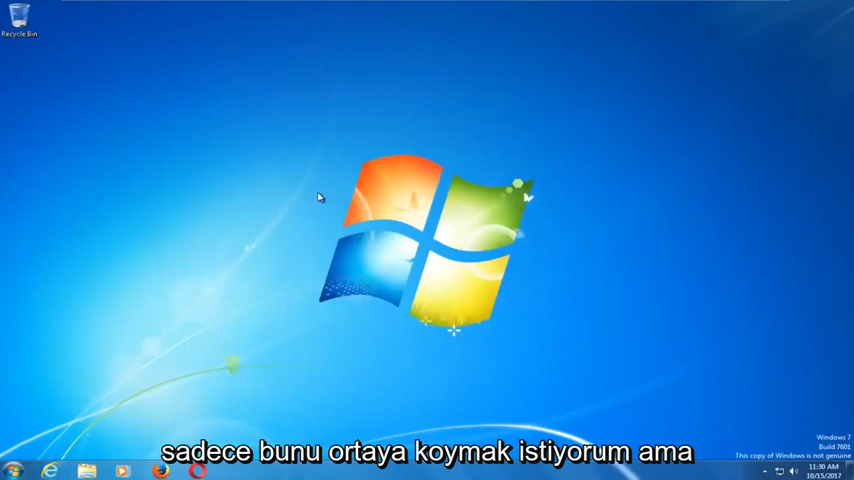 Recycle Bin
Windows 7
Build 7601
This copy of Windows is not genuine
sadece bunu ortaya koymak istiyorum ama
11:30 AM
10/15/2017